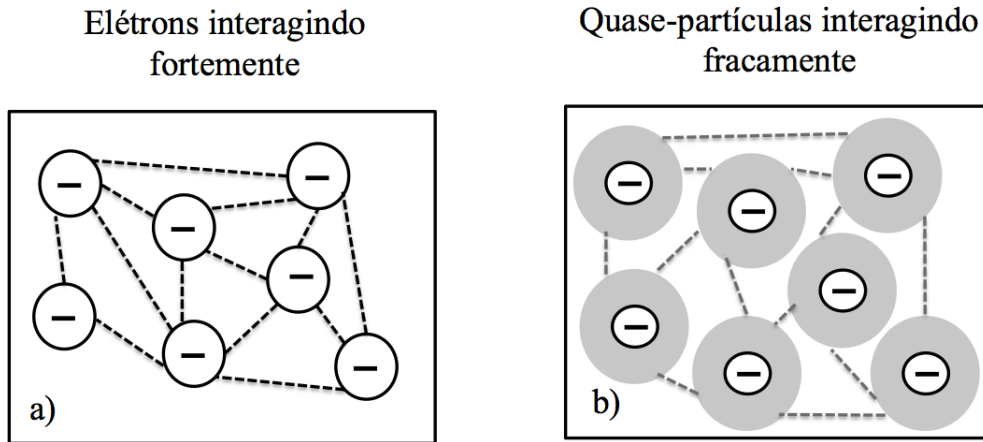 Elétrons interagindo
fortemente
Quase-partículas interagindo
fracamente
a)
b)